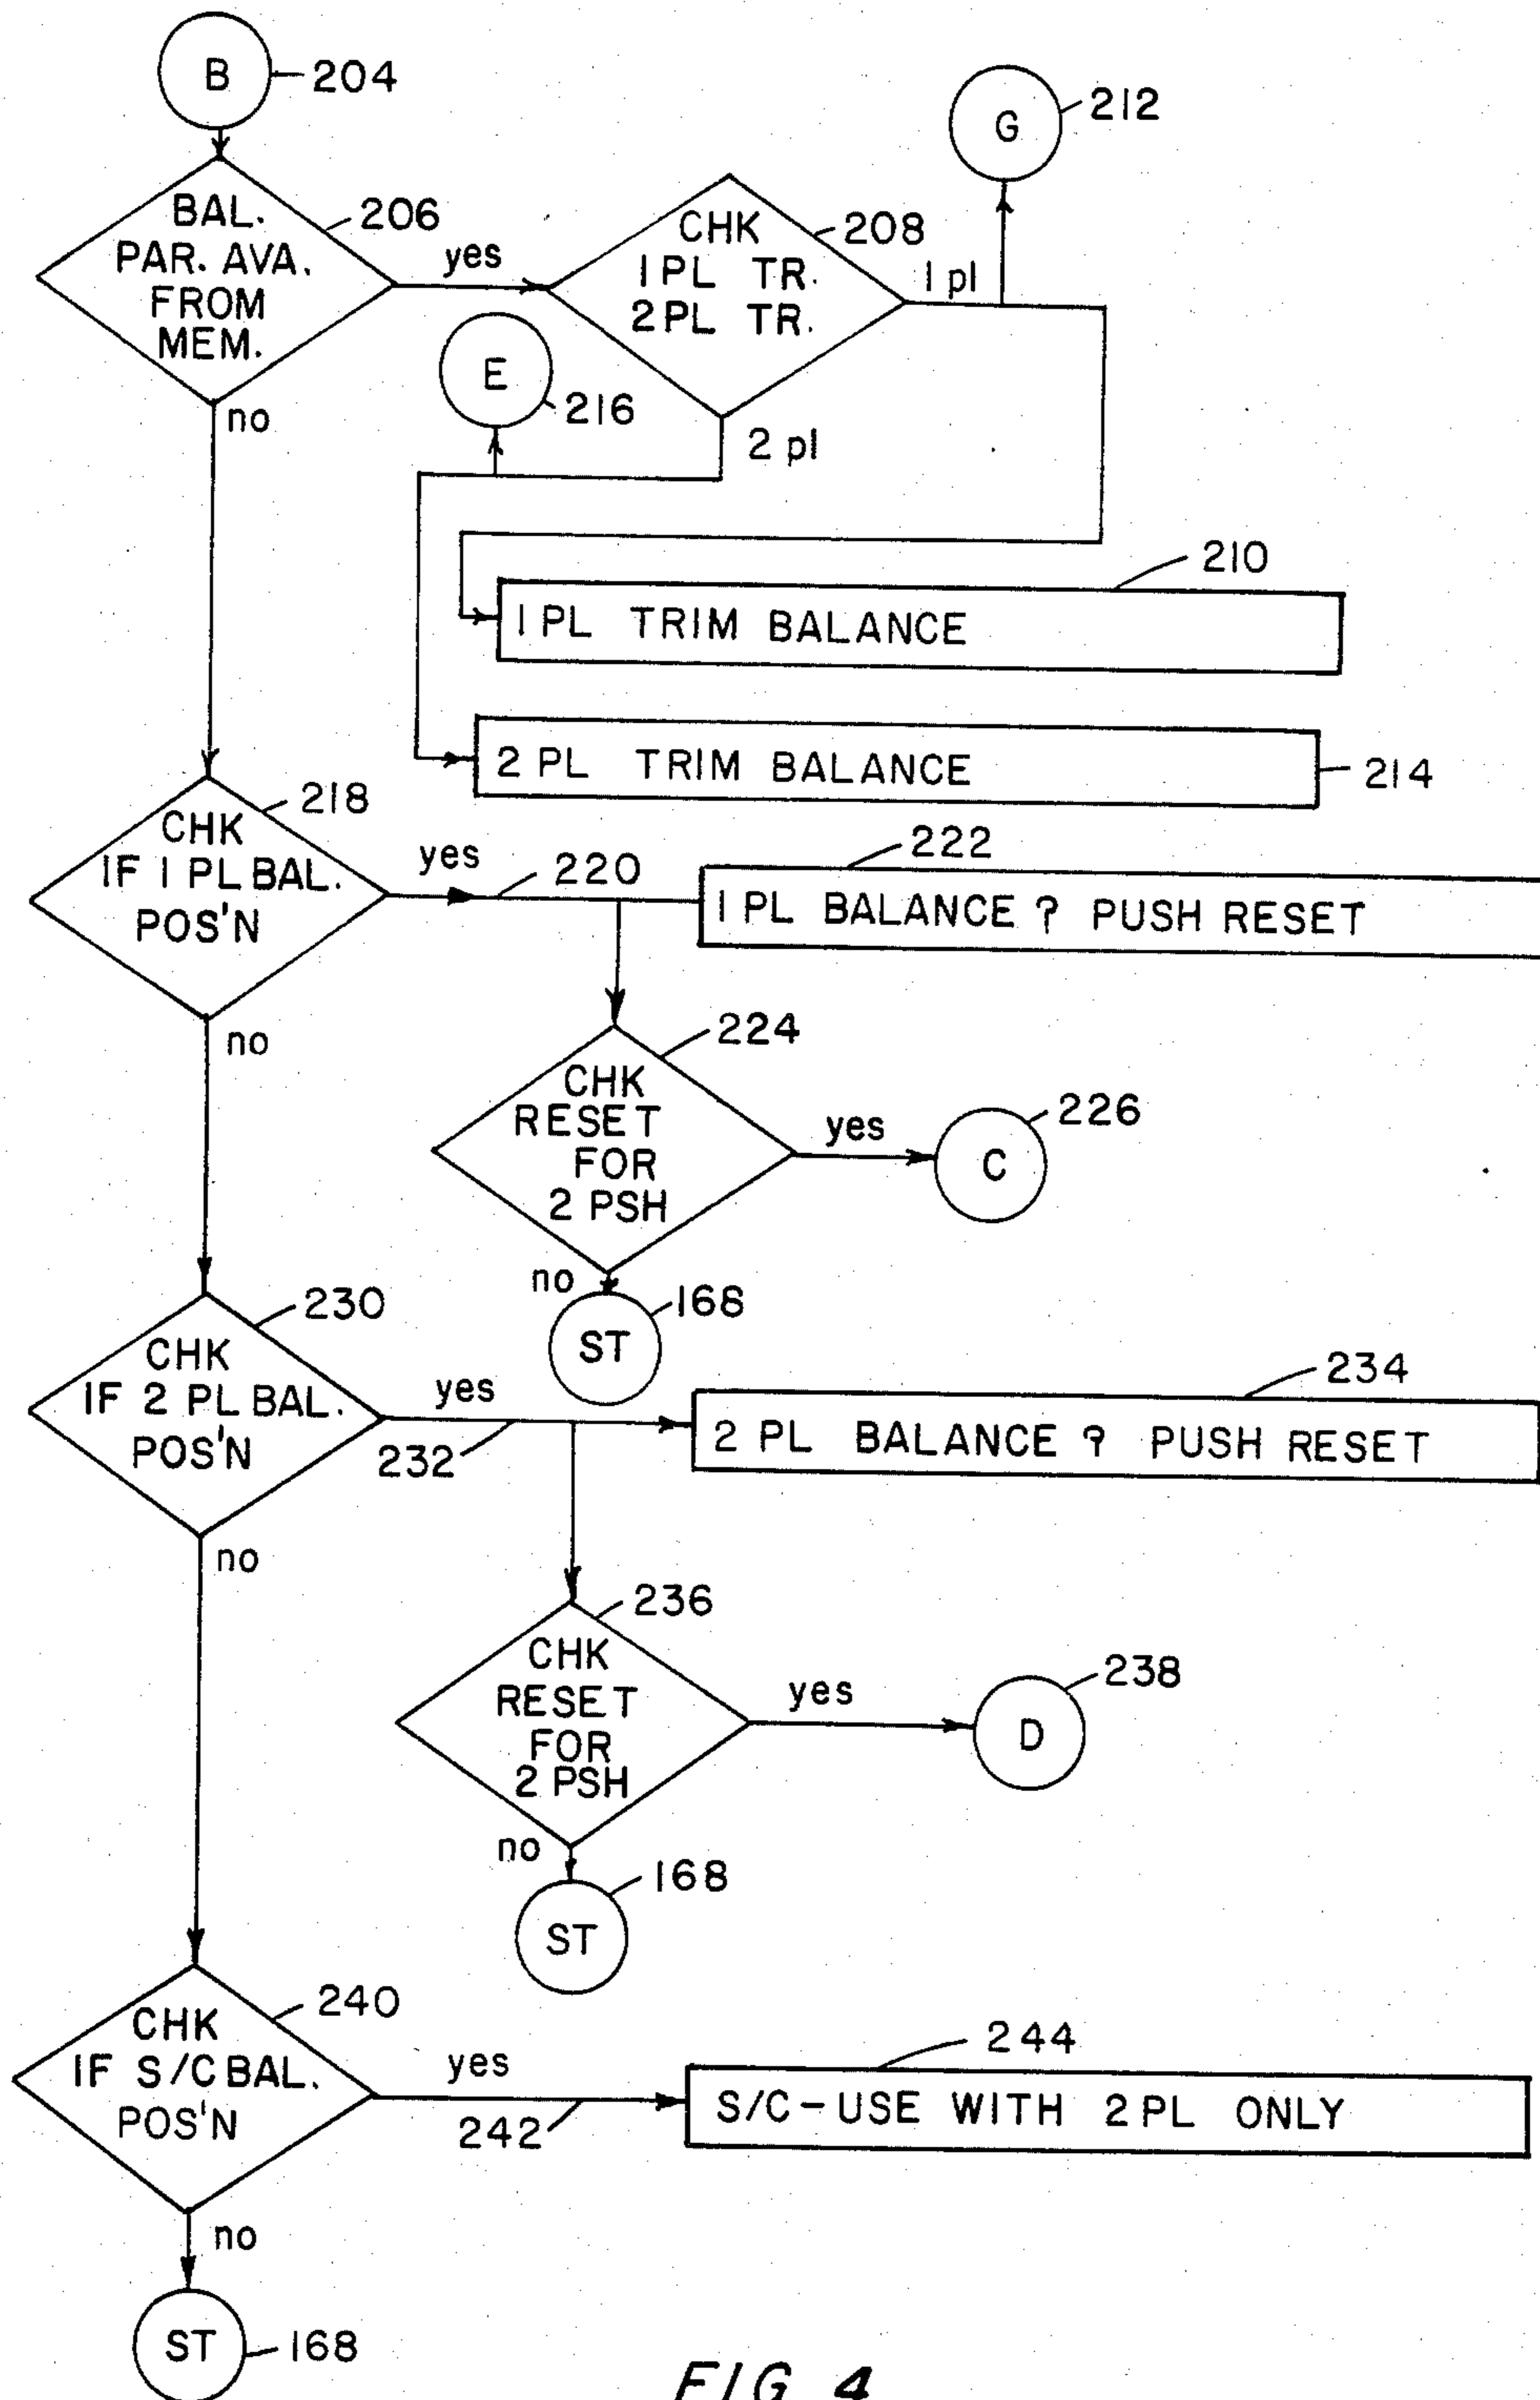 B
204
G
212
BAL.
PAR. AVA.
FROM
MEM.
206
yes
CHK
1 PL TR.
2 PL TR.
208
1 pl
E
216
no
2 pl
210
1 PL TRIM BALANCE
2 PL TRIM BALANCE
214
218
CHK
IF 1 PL BAL.
POS'N
yes
220
222
1 PL BALANCE ? PUSH RESET
no
224
CHK
RESET
FOR
2 PSH
yes
226
C
no
168
ST
230
CHK
IF 2 PL BAL.
POS'N
yes
232
234
2 PL BALANCE ? PUSH RESET
no
236
CHK
RESET
FOR
2 PSH
yes
238
D
no
168
ST
240
CHK
IF S/C BAL.
POS'N
yes
242
244
S/C-USE WITH 2 PL ONLY
no
ST
168
FIG 4